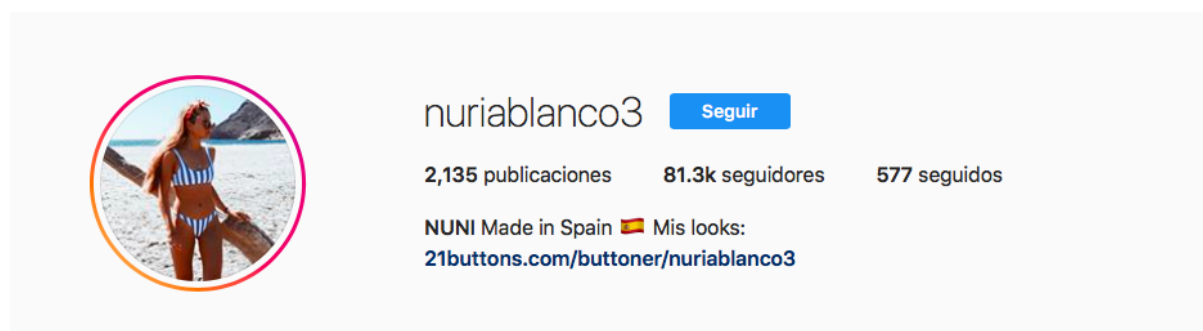 nuriablanco3 Seguir
2,135 publicaciones 81.3k seguidores 577 seguidos
NUNI Made in Spain 🇪🇸 Mis looks:
21buttons.com/buttoner/nuriablanco3